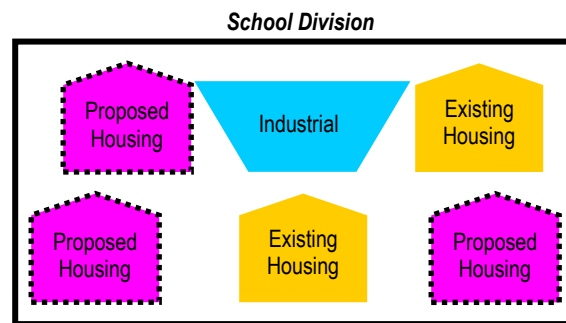 School Division
Proposed
Housing
Industrial
Existing
Housing
Proposed
Housing
Existing
Housing
Proposed
Housing